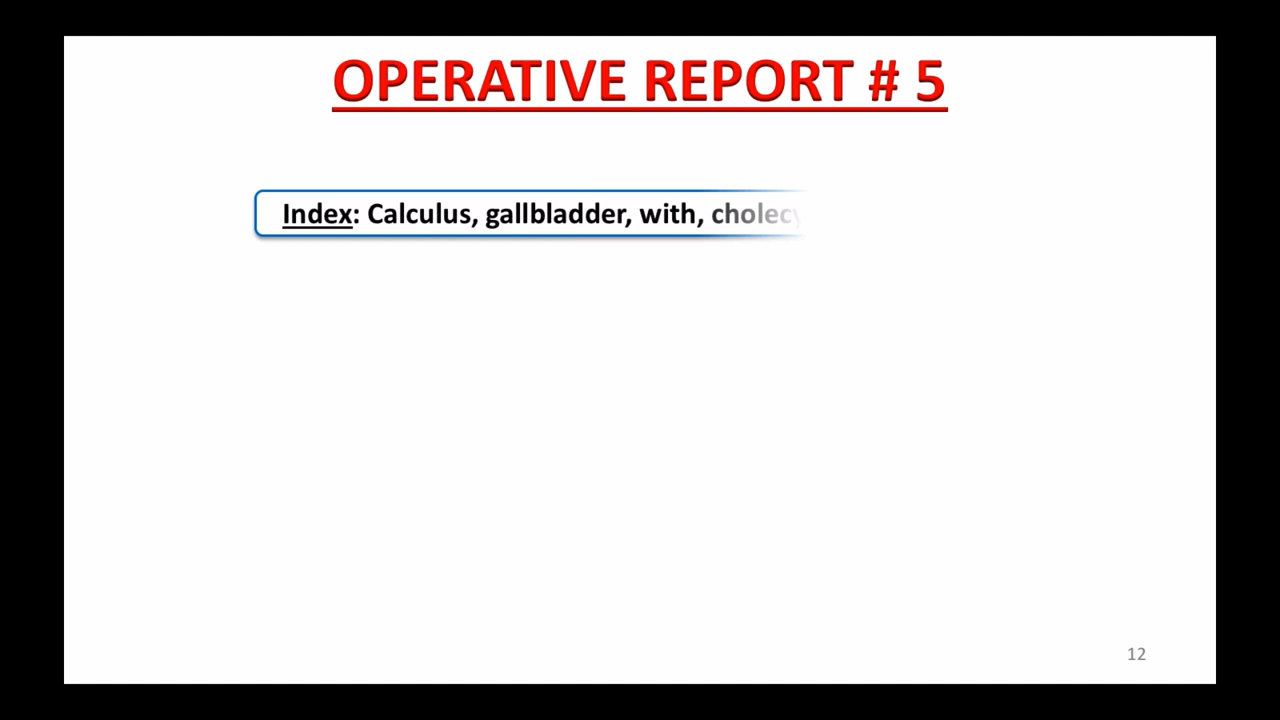 OPERATIVE REPORT # 5
Index: Calculus, gallbladder, with,
12